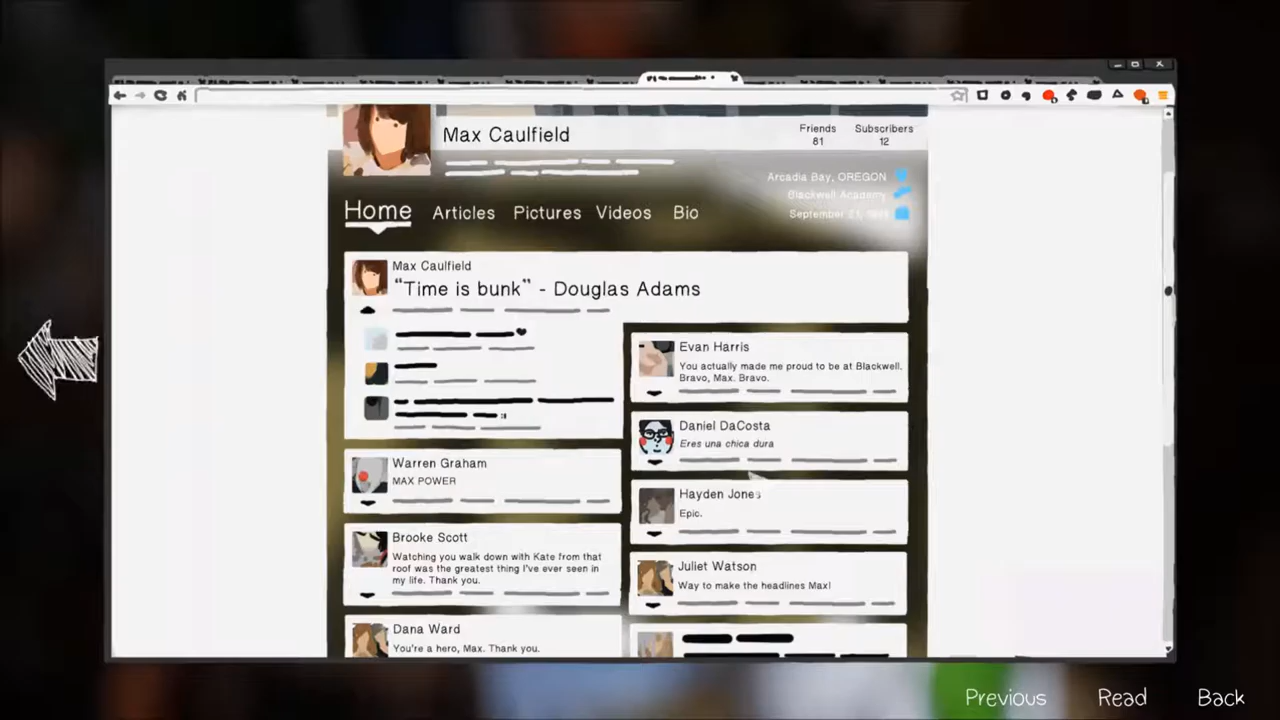 Max Caulfield
Friends
81
Subscribers
12
Arcadia Bay, OREGON
Blackwell Academy
September 21,
Home
Articles
Pictures
Videos
Bio
Max Caulfield
“Time is bunk” - Douglas Adams
Warren Graham
MAX POWER
Brooke Scott
Watching you walk down with Kate from that
roof was the greatest thing I've ever seen in
my life. Thank you.
Dana Ward
You're a hero, Max. Thank you.
Evan Harris
You actually made me proud to be at Blackwell.
Bravo, Max. Bravo.
Daniel DaCosta
Eres una chica dura
Hayden Jones
Epic.
Juliet Watson
Way to make the headlines Max!
Previous
Read
Back